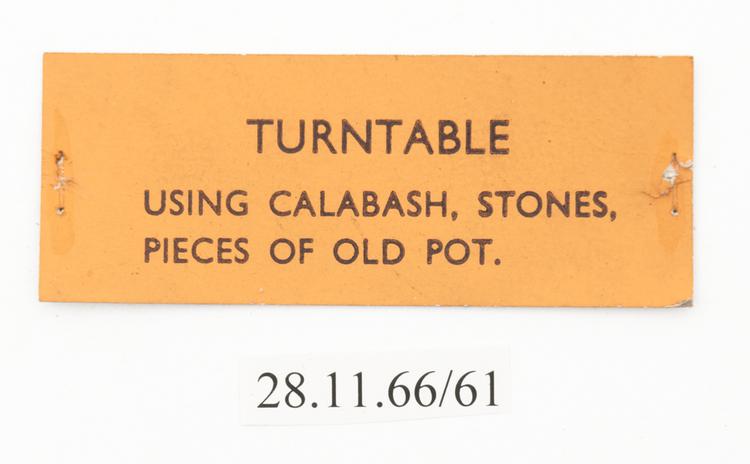 TURNTABLE
USING CALABASH, STONES,
PIECES OF OLD POT.
28.11.66/61